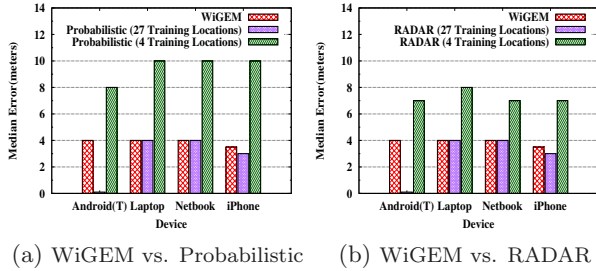 WiGEM
Probabilistic (27 Training Locations)
Probabilistic (4 Training Locations)
14
12
10
8
6
4
2
0
Median Error(meters)
Android(T) Laptop Netbook iPhone
Device
(a) WiGEM vs. Probabilistic
WiGEM
RADAR (27 Training Locations)
RADAR (4 Training Locations)
14
12
10
8
6
4
2
0
Median Error(meters)
Android(T) Laptop Netbook iPhone
Device
(b) WiGEM vs. RADAR